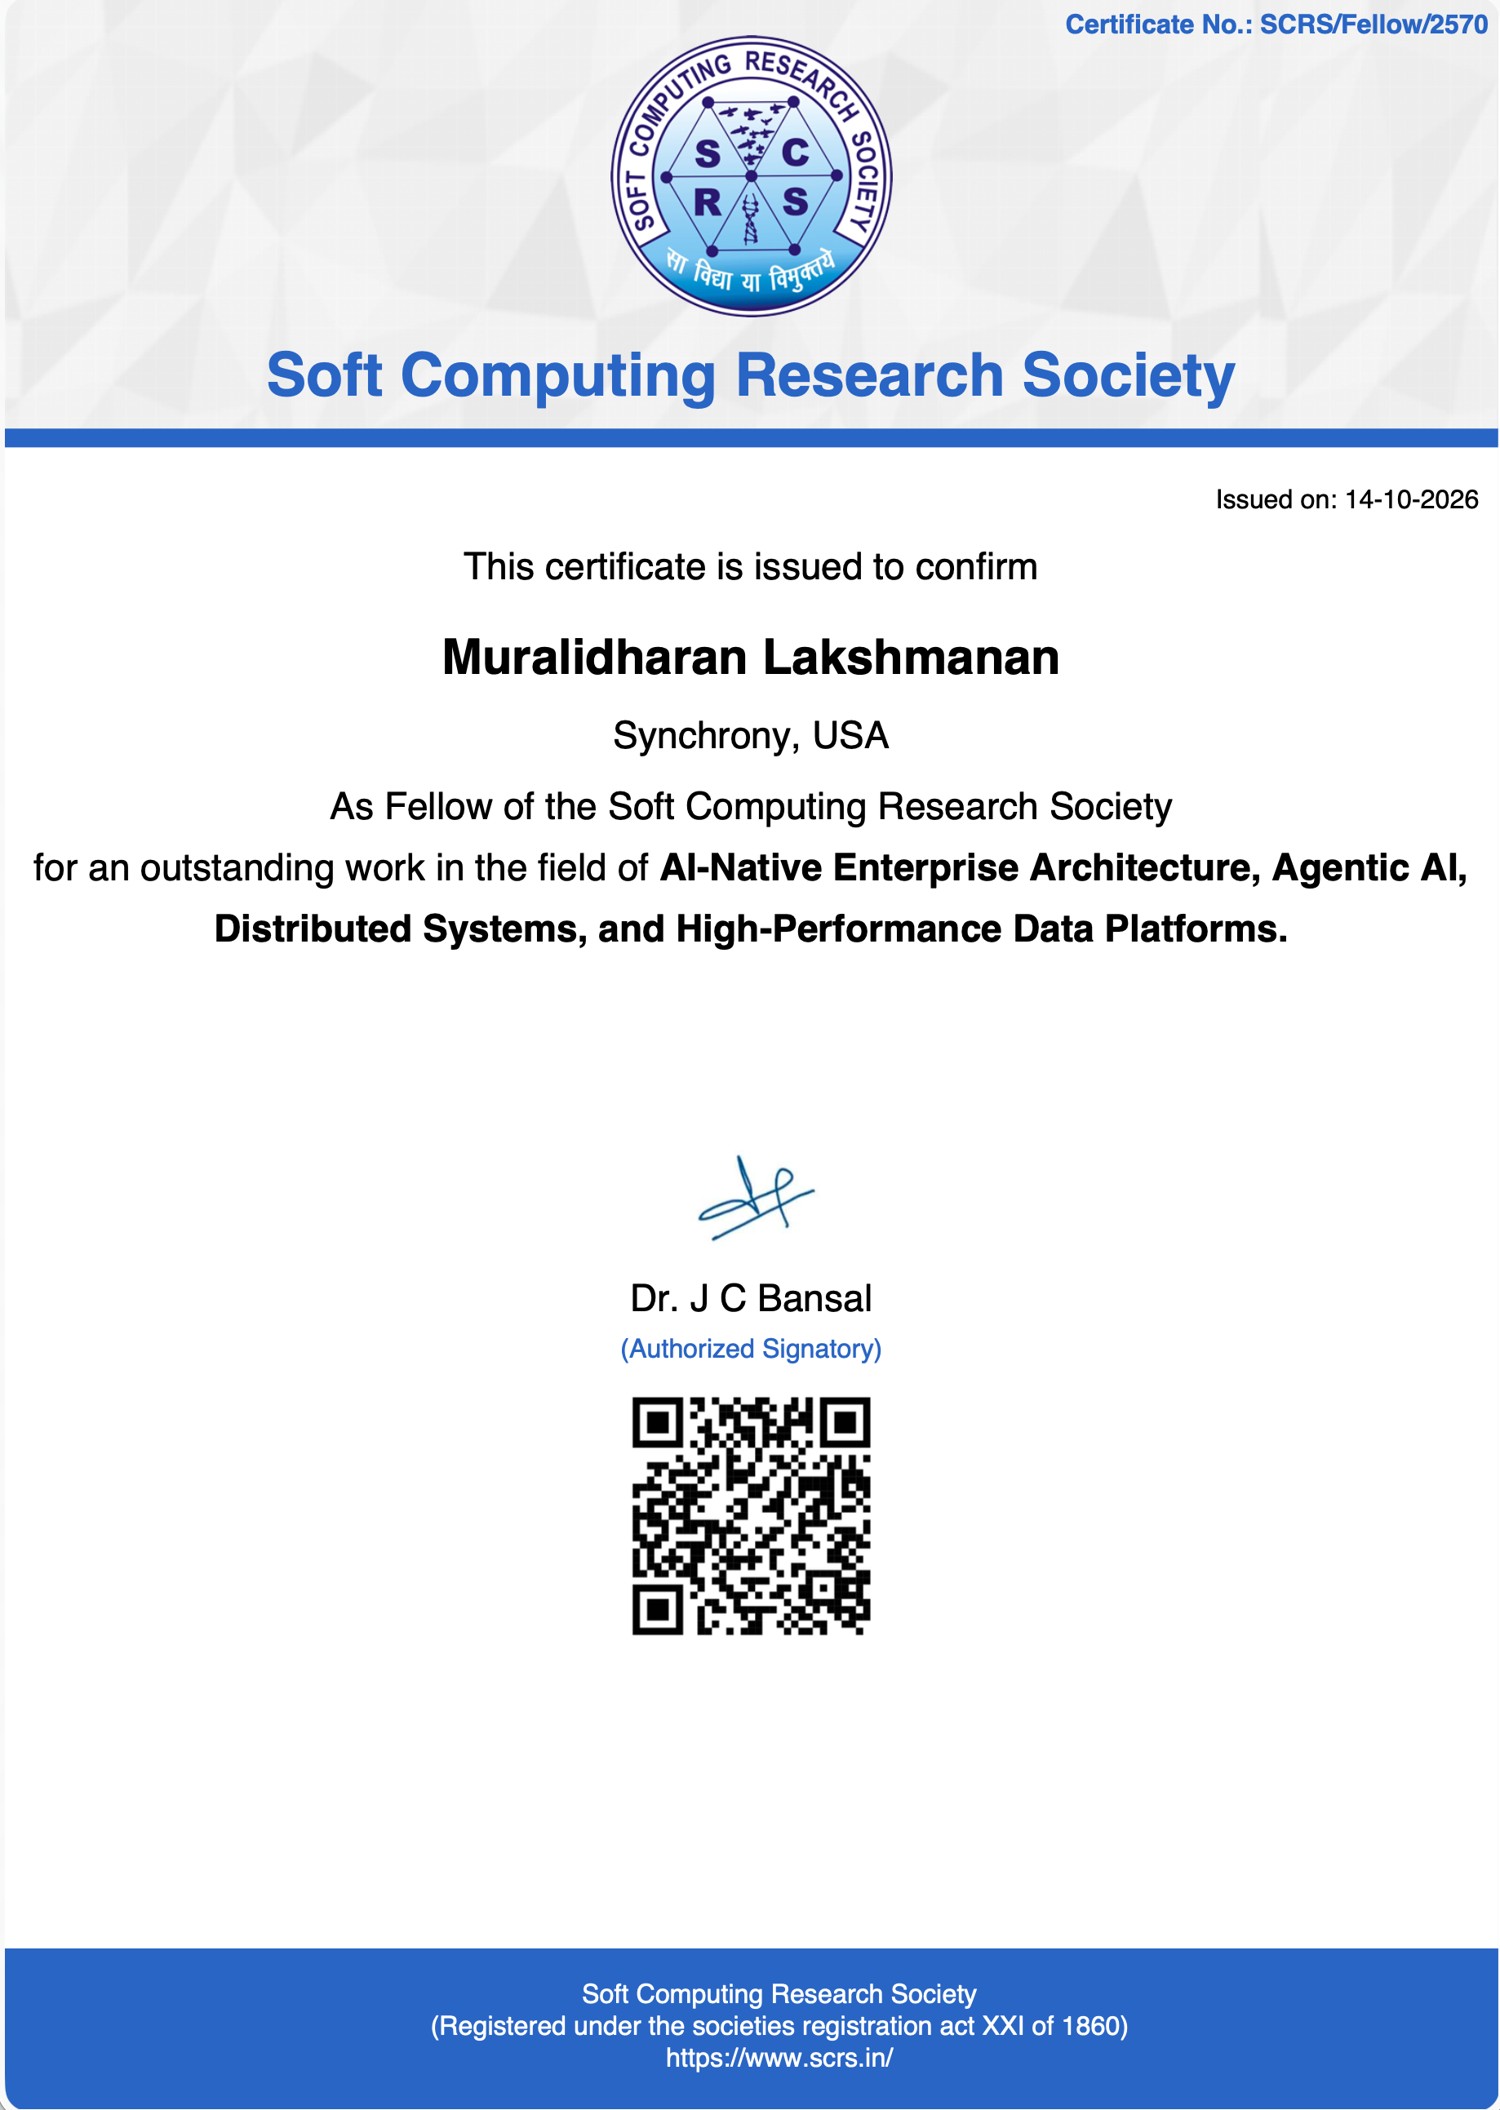 Certificate No.: SCRS/Fellow/2570
SOFT COMPUTING RESEARCH SOCIETY
S C
R S
सा विद्या या विमुक्तये
Soft Computing Research Society
Issued on: 14-10-2026
This certificate is issued to confirm
Muralidharan Lakshmanan
Synchrony, USA
As Fellow of the Soft Computing Research Society
for an outstanding work in the field of AI-Native Enterprise Architecture, Agentic AI,
Distributed Systems, and High-Performance Data Platforms.
Dr. J C Bansal
(Authorized Signatory)
Soft Computing Research Society
(Registered under the societies registration act XXI of 1860)
https://www.scrs.in/